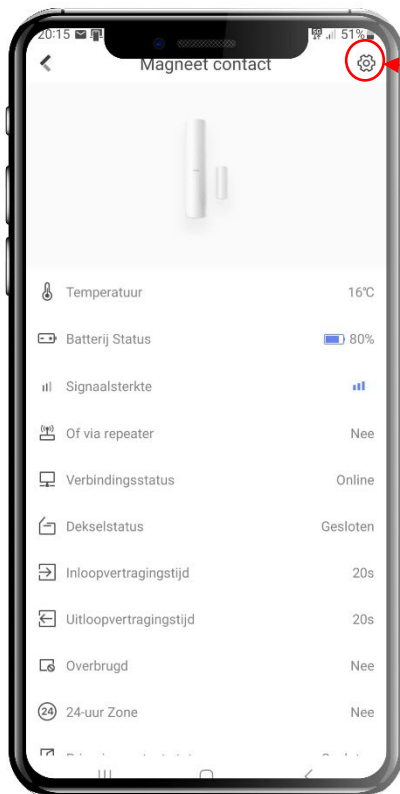 20:15 51%
Magneet contact
Temperatuur 16°C
Batterij Status 80%
Signaalsterkte
Of via repeater Nee
Verbindingsstatus Online
Dekselstatus Gesloten
Inloopvertragingstijd 20s
Uitloopvertragingstijd 20s
Overbrugd Nee
24 24-uur Zone Nee